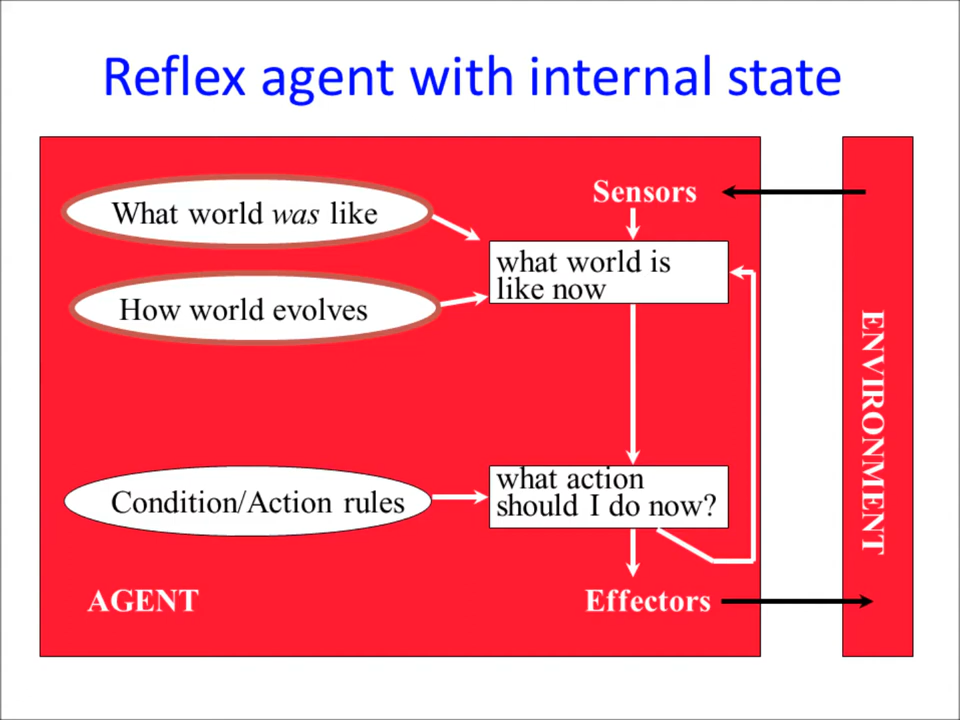 Reflex agent with internal state
What world was like
Sensors
what world is
like now
How world evolves
ENVIRONMENT
Condition/Action rules
what action
should I do now?
AGENT
Effectors